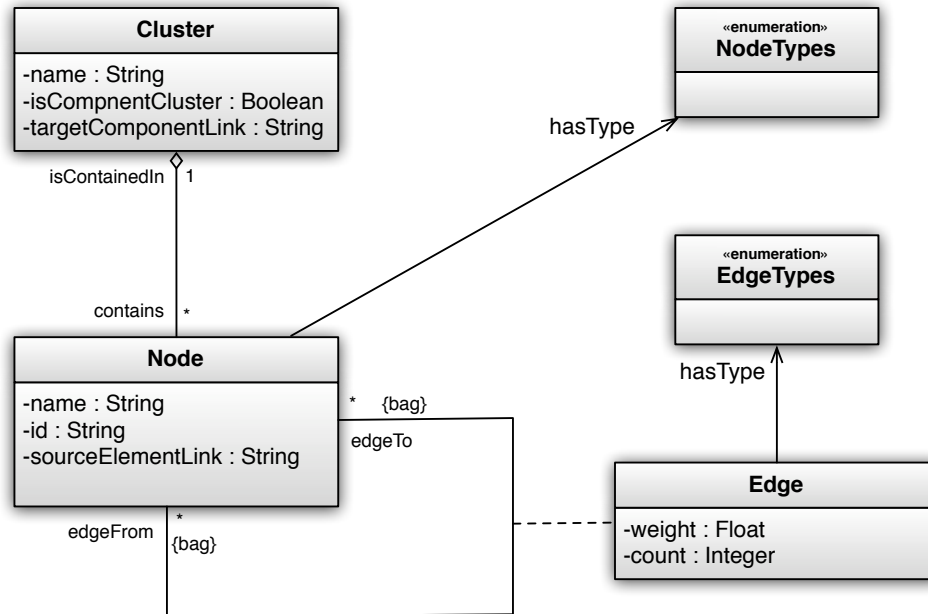 Cluster
-name : String
-isCompnentCluster : Boolean
-targetComponentLink : String
«enumeration»
NodeTypes
hasType
isContainedIn
1
«enumeration»
EdgeTypes
contains
*
hasType
Node
-name : String
-id : String
-sourceElementLink : String
* {bag}
edgeTo
Edge
-weight : Float
-count : Integer
edgeFrom
*
{bag}